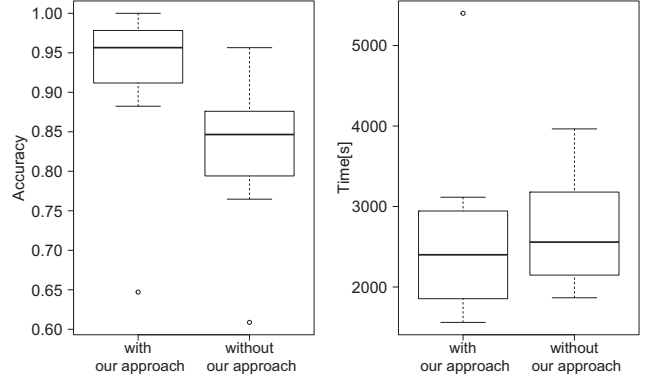 1.00
0.95
0.90
0.85
0.80
0.75
0.70
0.65
0.60
Accuracy
with
our approach
without
our approach
5000
4000
3000
2000
Time[s]
with
our approach
without
our approach